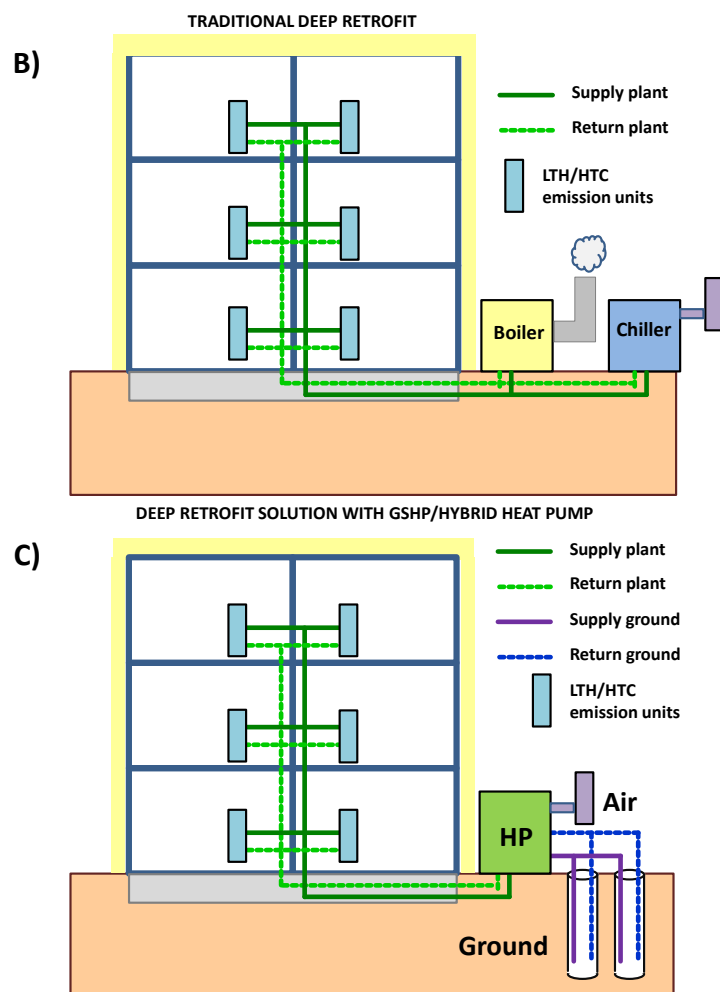 TRADITIONAL DEEP RETROFIT
B)
Supply plant
Return plant
LTH/HTC
emission units
Boiler
Chiller
DEEP RETROFIT SOLUTION WITH GSHP/HYBRID HEAT PUMP
C)
Supply plant
Return plant
Supply ground
Return ground
LTH/HTC
emission units
Air
HP
Ground